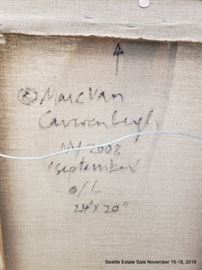 © Marc Van
Cauwenbergh
2008
'September'
O/L
24" x 20"
Seattle Estate Sale November 16-18, 2018